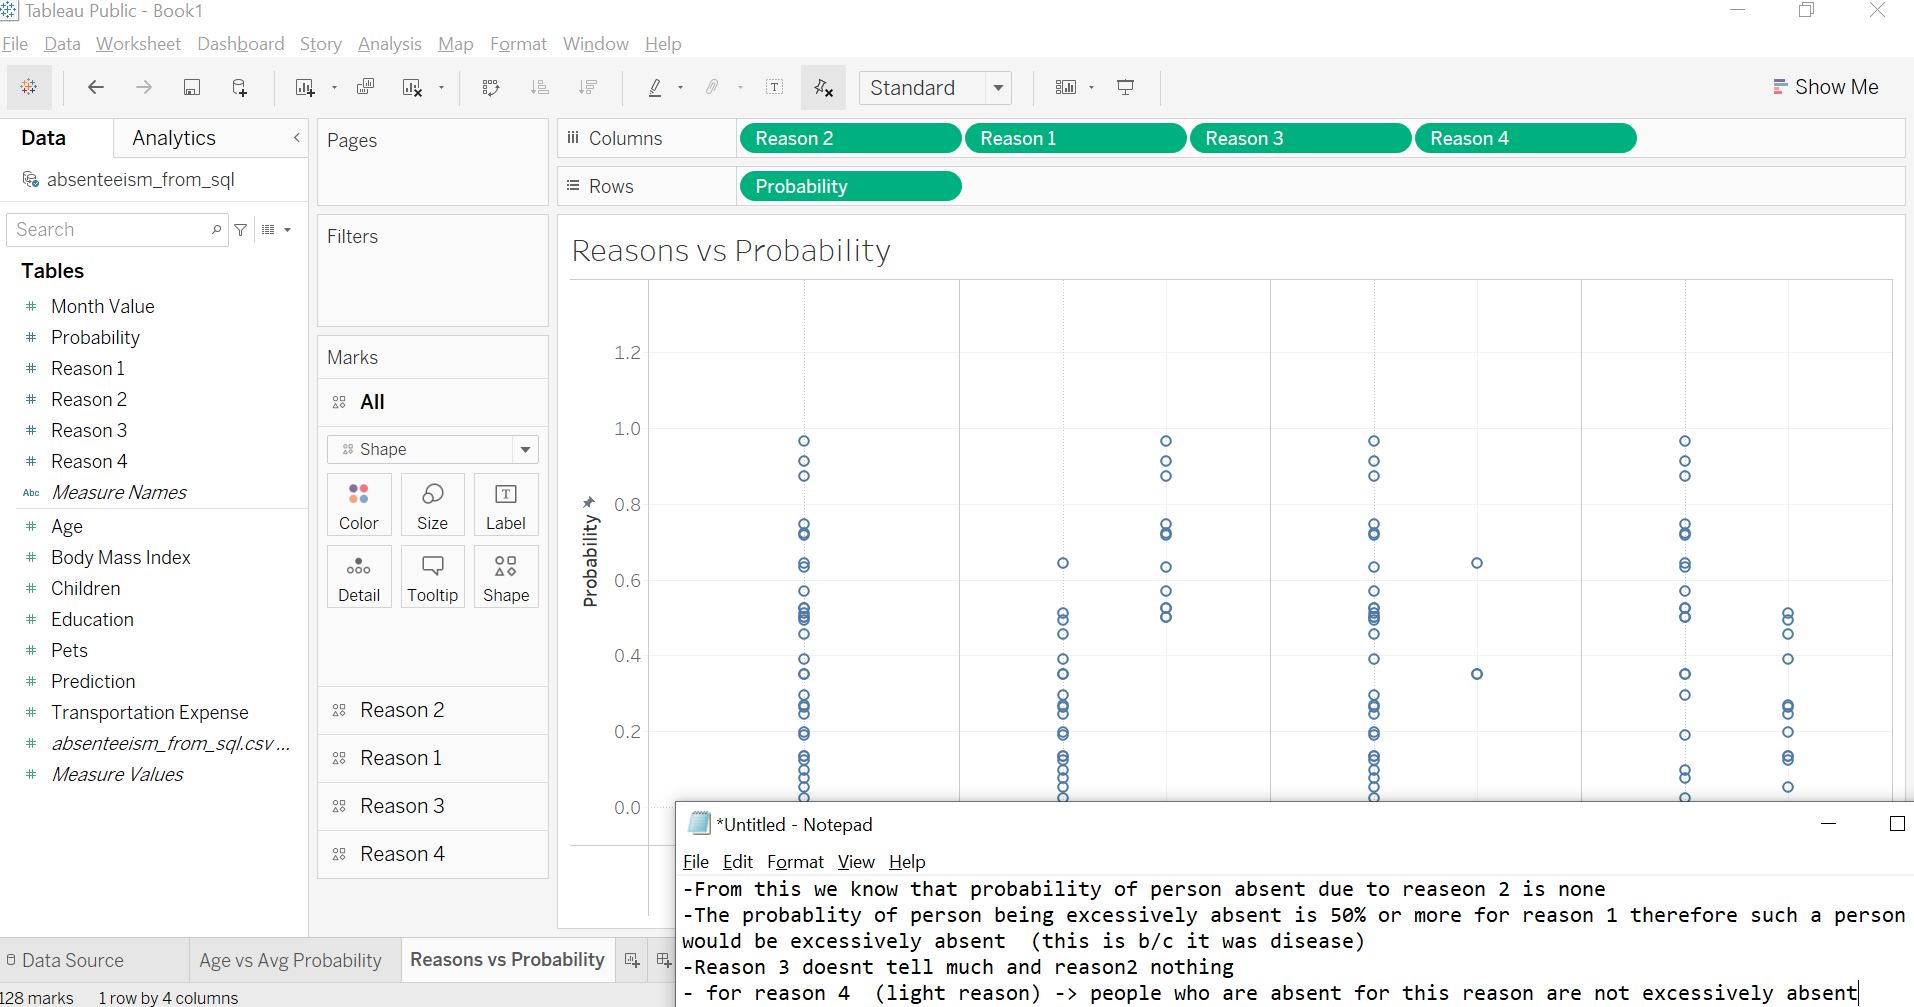 Tableau Public - Book1
File Data Worksheet Dashboard Story Analysis Map Format Window Help
Standard
Show Me
Data Analytics
absenteeism_from_sql
Search
Tables
Month Value
Probability
Reason 1
Reason 2
Reason 3
Reason 4
Abc Measure Names
Age
Body Mass Index
Children
Education
Pets
Prediction
Transportation Expense
absenteeism_from_sql.csv ...
Measure Values
Pages
Filters
Marks
All
Shape
Color Size Label
Detail Tooltip Shape
Reason 2
Reason 1
Reason 3
Reason 4
Columns Reason 2 Reason 1 Reason 3 Reason 4
Rows Probability
Reasons vs Probability
Probability
1.2
1.0
0.8
0.6
0.4
0.2
0.0
*Untitled - Notepad
File Edit Format View Help
-From this we know that probability of person absent due to reaseon 2 is none
-The probablity of person being excessively absent is 50% or more for reason 1 therefore such a person
would be excessively absent  (this is b/c it was disease)
-Reason 3 doesnt tell much and reason2 nothing
- for reason 4  (light reason) -> people who are absent for this reason are not excessively absent
Data Source Age vs Avg Probability Reasons vs Probability
128 marks 1 row by 4 columns